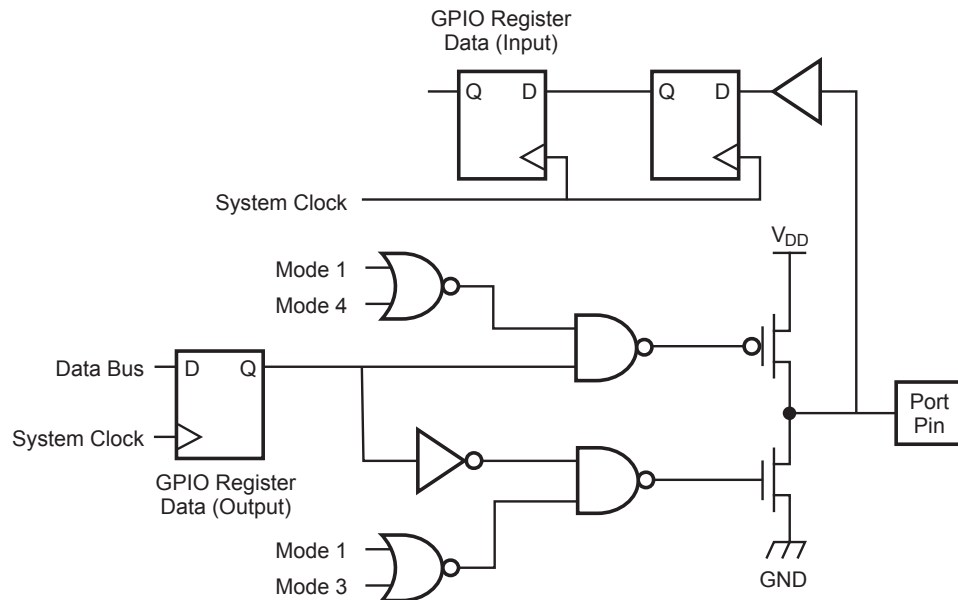 GPIO Register
Data (Input)
Q D
Q D
System Clock
V_DD
Mode 1
Mode 4
Data Bus
D Q
System Clock
GPIO Register
Data (Output)
Port
Pin
Mode 1
Mode 3
GND